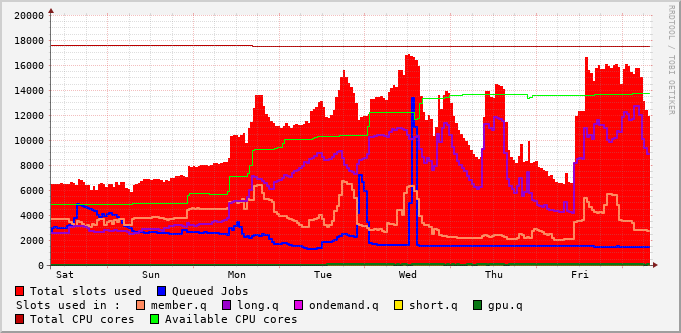 RRDTOOL / TOBI OETIKER
20000
18000
16000
14000
12000
10000
8000
6000
4000
2000
0
Sat Sun Mon Tue Wed Thu Fri
Total slots used Queued Jobs
Slots used in : member.q long.q ondemand.q short.q gpu.q
Total CPU cores Available CPU cores